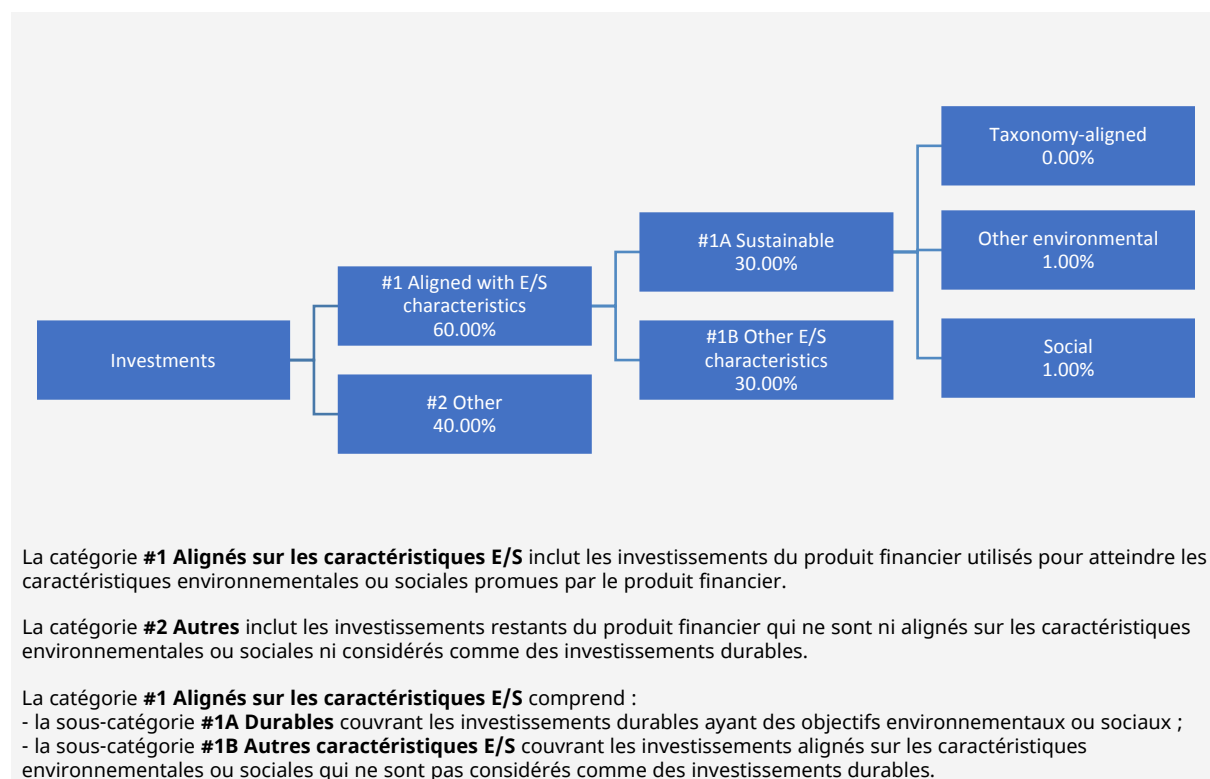 Investments
#1 Aligned with E/S
characteristics
60.00%
#2 Other
40.00%
#1A Sustainable
30.00%
#1B Other E/S
characteristics
30.00%
Taxonomy-aligned
0.00%
Other environmental
1.00%
Social
1.00%
La catégorie #1 Alignés sur les caractéristiques E/S inclut les investissements du produit financier utilisés pour atteindre les
caractéristiques environnementales ou sociales promues par le produit financier.
La catégorie #2 Autres inclut les investissements restants du produit financier qui ne sont ni alignés sur les caractéristiques
environnementales ou sociales ni considérés comme des investissements durables.
La catégorie #1 Alignés sur les caractéristiques E/S comprend :
- la sous-catégorie #1A Durables couvrant les investissements durables ayant des objectifs environnementaux ou sociaux ;
- la sous-catégorie #1B Autres caractéristiques E/S couvrant les investissements alignés sur les caractéristiques
environnementales ou sociales qui ne sont pas considérés comme des investissements durables.